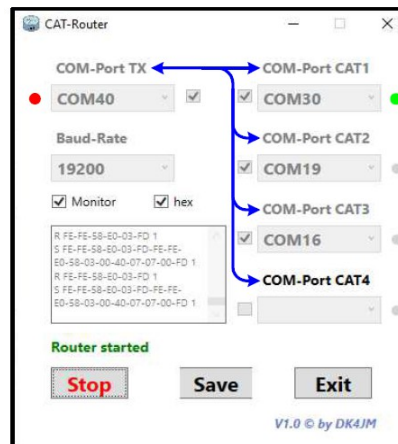 CAT-Router
COM-Port TX
COM-Port CAT1
COM40
COM30
Baud-Rate
COM-Port CAT2
19200
COM19
Monitor
hex
COM-Port CAT3
R FE-FE-58-E0-03-FD 1
S FE-FE-58-E0-03-FD-FE-FE-
E0-58-03-00-40-07-07-00-FD 1
R FE-FE-58-E0-03-FD 1
S FE-FE-58-E0-03-FD-FE-FE-
E0-58-03-00-40-07-07-00-FD 1
COM16
COM-Port CAT4
Router started
Stop
Save
Exit
V1.0 © by DK4JM